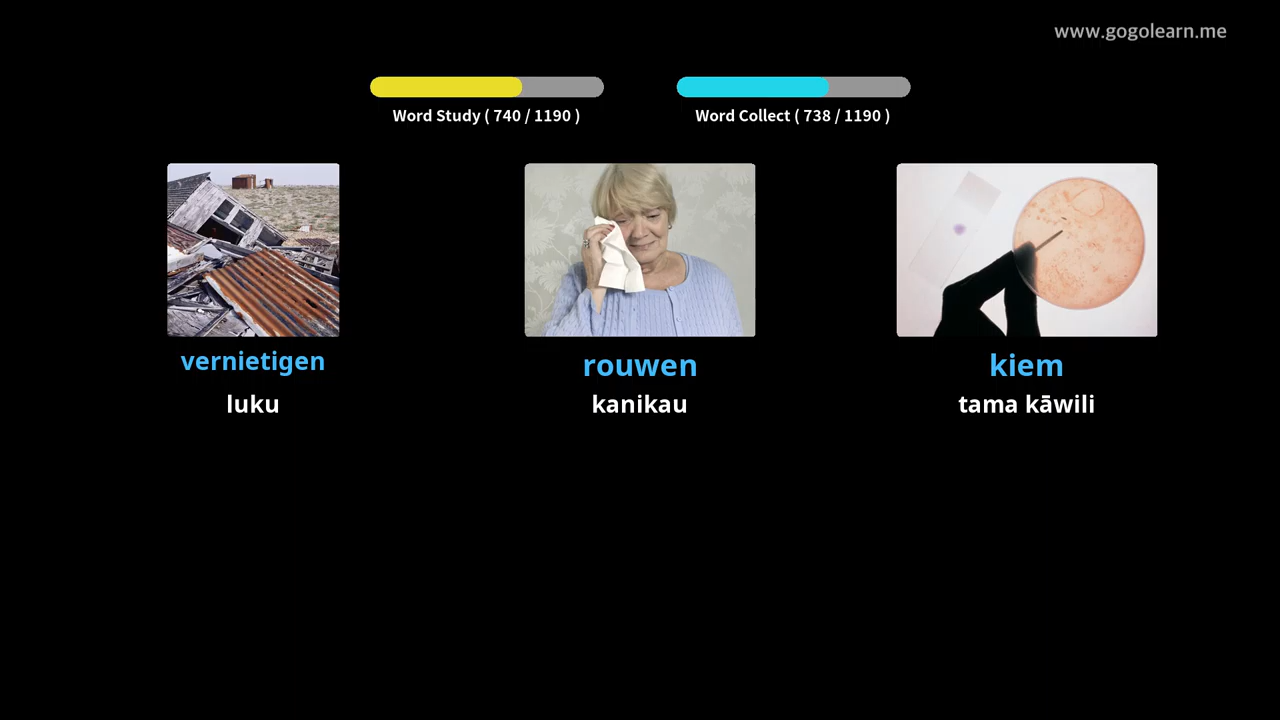 www.gogolearn.me
Word Study ( 740 / 1190 )
Word Collect ( 738 / 1190 )
vernietigen
luku
rouwen
kanikau
kiem
tama kāwili